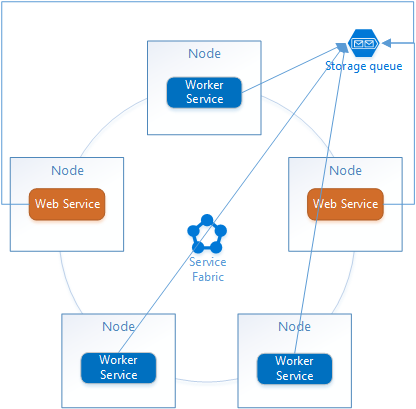 Node
Worker
Service
Storage queue
Node
Web Service
Node
Web Service
Service
Fabric
Node
Worker
Service
Node
Worker
Service